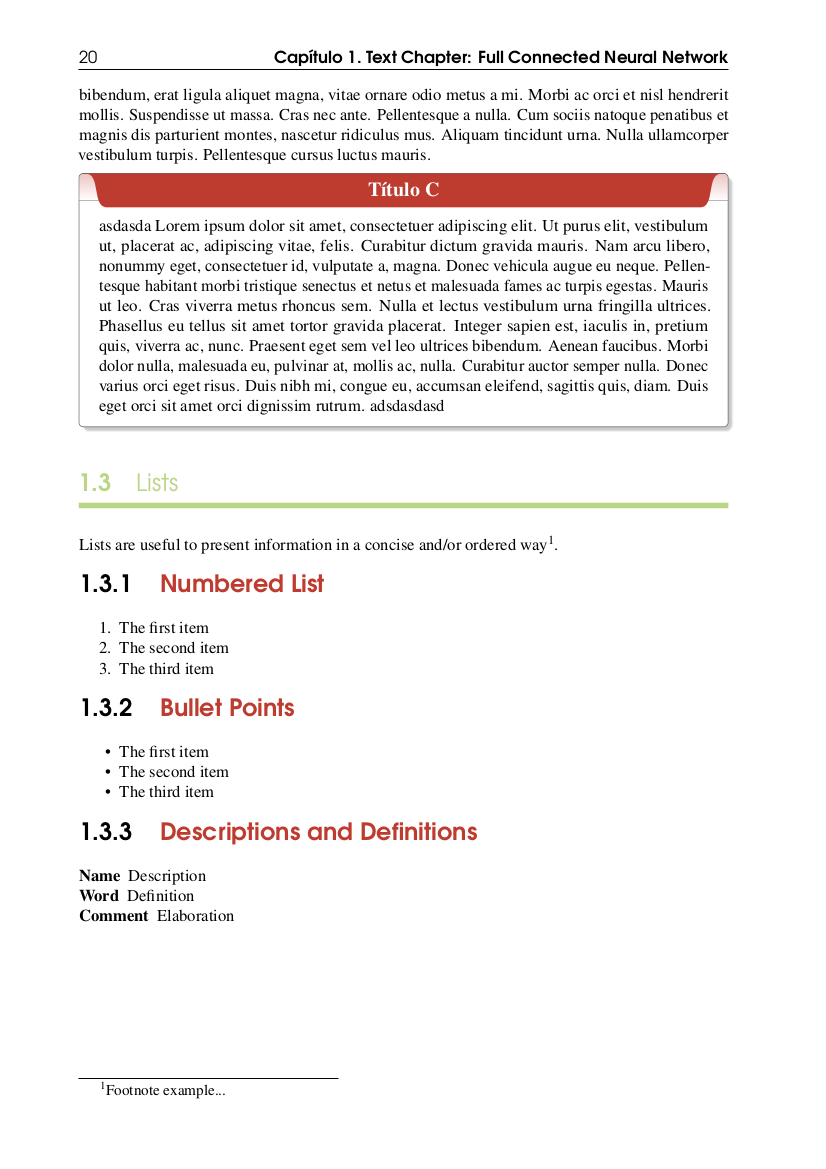 20 Capítulo 1. Text Chapter: Full Connected Neural Network
bibendum, erat ligula aliquet magna, vitae ornare odio metus a mi. Morbi ac orci et nisl hendrerit
mollis. Suspendisse ut massa. Cras nec ante. Pellentesque a nulla. Cum sociis natoque penatibus et
magnis dis parturient montes, nascetur ridiculus mus. Aliquam tincidunt urna. Nulla ullamcorper
vestibulum turpis. Pellentesque cursus luctus mauris.
Título C
asdasda Lorem ipsum dolor sit amet, consectetuer adipiscing elit. Ut purus elit, vestibulum
ut, placerat ac, adipiscing vitae, felis. Curabitur dictum gravida mauris. Nam arcu libero,
nonummy eget, consectetuer id, vulputate a, magna. Donec vehicula augue eu neque. Pellen-
tesque habitant morbi tristique senectus et netus et malesuada fames ac turpis egestas. Mauris
ut leo. Cras viverra metus rhoncus sem. Nulla et lectus vestibulum urna fringilla ultrices.
Phasellus eu tellus sit amet tortor gravida placerat. Integer sapien est, iaculis in, pretium
quis, viverra ac, nunc. Praesent eget sem vel leo ultrices bibendum. Aenean faucibus. Morbi
dolor nulla, malesuada eu, pulvinar at, mollis ac, nulla. Curabitur auctor semper nulla. Donec
varius orci eget risus. Duis nibh mi, congue eu, accumsan eleifend, sagittis quis, diam. Duis
eget orci sit amet orci dignissim rutrum. adsdasdasd
1.3 Lists
Lists are useful to present information in a concise and/or ordered way¹.
1.3.1 Numbered List
1. The first item
2. The second item
3. The third item
1.3.2 Bullet Points
• The first item
• The second item
• The third item
1.3.3 Descriptions and Definitions
Name Description
Word Definition
Comment Elaboration
¹Footnote example...